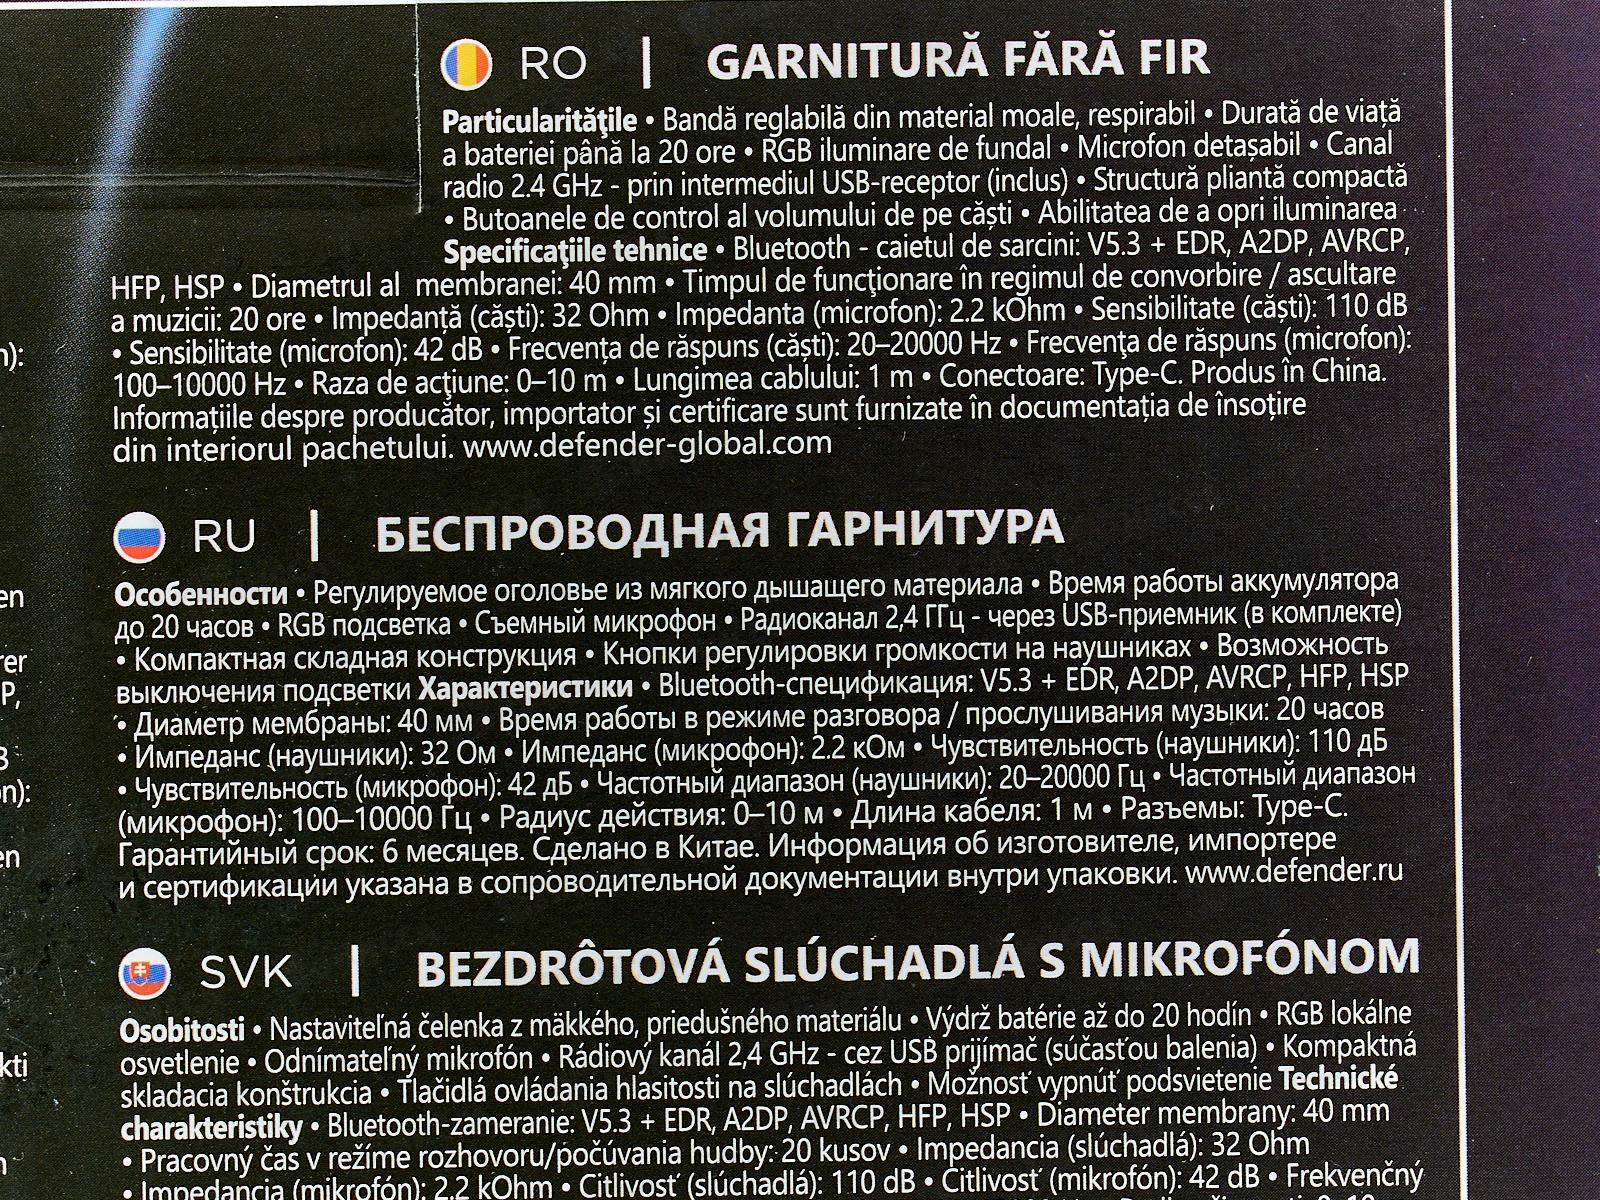 RO | GARNITURĂ FĂRĂ FIR
Particularităţile • Bandă reglabilă din material moale, respirabil • Durată de viață
a bateriei până la 20 ore • RGB iluminare de fundal • Microfon detașabil • Canal
radio 2.4 GHz - prin intermediul USB-receptor (inclus) • Structură pliantă compactă
• Butoanele de control al volumului de pe căști • Abilitatea de a opri iluminarea
Specificaţiile tehnice • Bluetooth - caietul de sarcini: V5.3 + EDR, A2DP, AVRCP,
HFP, HSP • Diametrul al membranei: 40 mm • Timpul de funcţionare în regimul de convorbire / ascultare
a muzicii: 20 ore • Impedanță (căști): 32 Ohm • Impedanta (microfon): 2.2 kOhm • Sensibilitate (căști): 110 dB
• Sensibilitate (microfon): 42 dB • Frecvența de răspuns (căști): 20–20000 Hz • Frecvenţa de răspuns (microfon):
100–10000 Hz • Raza de acţiune: 0–10 m • Lungimea cablului: 1 m • Conectoare: Type-C. Produs în China.
Informațiile despre producător, importator și certificare sunt furnizate în documentația de însoțire
din interiorul pachetului. www.defender-global.com
RU | БЕСПРОВОДНАЯ ГАРНИТУРА
Особенности • Регулируемое оголовье из мягкого дышащего материала • Время работы аккумулятора
до 20 часов • RGB подсветка • Съемный микрофон • Радиоканал 2,4 ГГц - через USB-приемник (в комплекте)
• Компактная складная конструкция • Кнопки регулировки громкости на наушниках • Возможность
выключения подсветки Характеристики • Bluetooth-спецификация: V5.3 + EDR, A2DP, AVRCP, HFP, HSP
• Диаметр мембраны: 40 мм • Время работы в режиме разговора / прослушивания музыки: 20 часов
• Импеданс (наушники): 32 Ом • Импеданс (микрофон): 2.2 кОм • Чувствительность (наушники): 110 дБ
• Чувствительность (микрофон): 42 дБ • Частотный диапазон (наушники): 20–20000 Гц • Частотный диапазон
(микрофон): 100–10000 Гц • Радиус действия: 0–10 м • Длина кабеля: 1 м • Разъемы: Type-C.
Гарантийный срок: 6 месяцев. Сделано в Китае. Информация об изготовителе, импортере
и сертификации указана в сопроводительной документации внутри упаковки. www.defender.ru
SVK | BEZDRÔTOVÁ SLÚCHADLÁ S MIKROFÓNOM
Osobitosti • Nastaviteľná čelenka z mäkkého, priedušného materiálu • Výdrž batérie až do 20 hodín • RGB lokálne
osvetlenie • Odnímateľný mikrofón • Rádiový kanál 2,4 GHz - cez USB prijímač (súčasťou balenia) • Kompaktná
skladacia konštrukcia • Tlačidlá ovládania hlasitosti na slúchadlách • Možnosť vypnúť podsvietenie Technické
charakteristiky • Bluetooth-zameranie: V5.3 + EDR, A2DP, AVRCP, HFP, HSP • Diameter membrany: 40 mm
• Pracovný čas v režíme rozhovoru/počúvania hudby: 20 kusov • Impedancia (slúchadlá): 32 Ohm
• Impedancia (mikrofón): 2.2 kOhm • Citlivosť (slúchadlá): 110 dB • Citlivosť (mikrofón): 42 dB • Frekvenčný